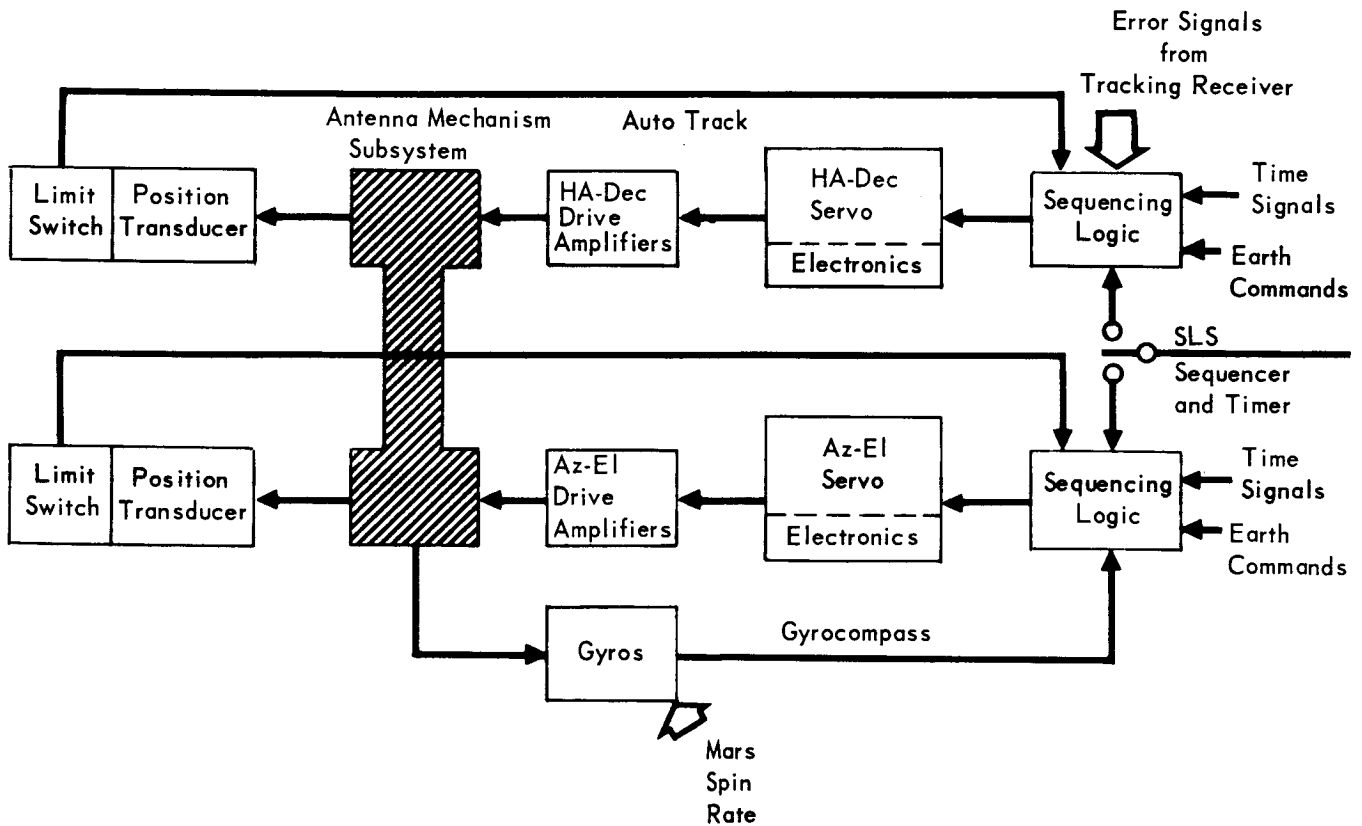 Error Signals
from
Tracking Receiver
Antenna Mechanism
Subsystem
Auto Track
Limit
Switch
Position
Transducer
HA-Dec
Drive
Amplifiers
HA-Dec
Servo
Electronics
Sequencing
Logic
Time
Signals
Earth
Commands
SLS
Sequencer
and Timer
Limit
Switch
Position
Transducer
Az-El
Drive
Amplifiers
Az-El
Servo
Electronics
Sequencing
Logic
Time
Signals
Earth
Commands
Gyros
Gyrocompass
Mars
Spin
Rate